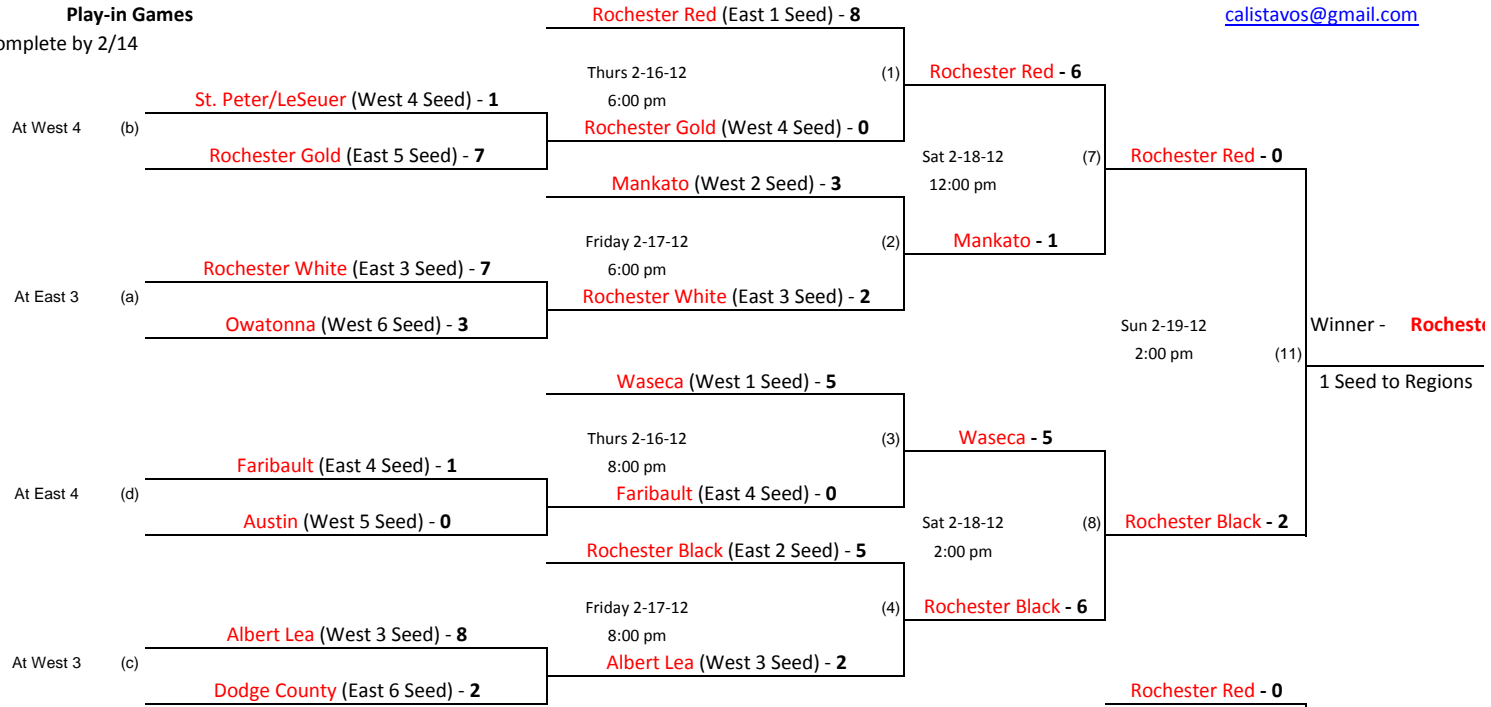 Play-in Games
Rochester Red (East 1 Seed) - 8
calistavos@gmail.com
by 2/14
Thurs 2-16-12 (1) Rochester Red - 6
St. Peter/LeSeuer (West 4 Seed) - 1 6:00 pm
At West 4 (b) Rochester Gold (West 4 Seed) - 0
Rochester Gold (East 5 Seed) - 7 Sat 2-18-12 (7) Rochester Red - 0
Mankato (West 2 Seed) - 3 12:00 pm
Friday 2-17-12 (2) Mankato - 1
Rochester White (East 3 Seed) - 7 6:00 pm
At East 3 (a) Rochester White (East 3 Seed) - 2
Owatonna (West 6 Seed) - 3 Sun 2-19-12 Winner -
2:00 pm (11)
Waseca (West 1 Seed) - 5 1 Seed to Regions
Thurs 2-16-12 (3) Waseca - 5
Faribault (East 4 Seed) - 1 8:00 pm
At East 4 (d) Faribault (East 4 Seed) - 0
Austin (West 5 Seed) - 0 Sat 2-18-12 (8) Rochester Black - 2
Rochester Black (East 2 Seed) - 5 2:00 pm
Friday 2-17-12 (4) Rochester Black - 6
Albert Lea (West 3 Seed) - 8 8:00 pm
At West 3 (c) Albert Lea (West 3 Seed) - 2
Dodge County (East 6 Seed) - 2 Rochester Red - 0